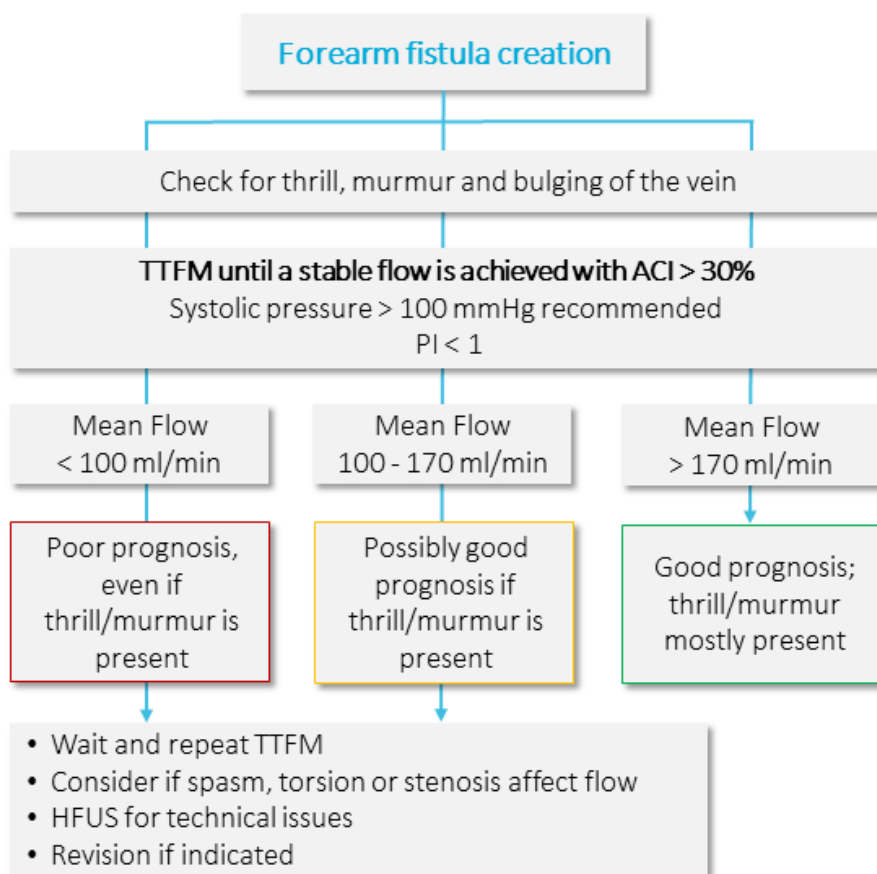 Forearm fistula creation
Check for thrill, murmur and bulging of the vein
TTFM until a stable flow is achieved with ACI > 30%
Systolic pressure > 100 mmHg recommended
PI < 1
Mean Flow
< 100 ml/min
Mean Flow
100 - 170 ml/min
Mean Flow
> 170 ml/min
Poor prognosis,
even if
thrill/murmur is
present
Possibly good
prognosis if
thrill/murmur is
present
Good prognosis;
thrill/murmur
mostly present
• Wait and repeat TTFM
• Consider if spasm, torsion or stenosis affect flow
• HFUS for technical issues
• Revision if indicated